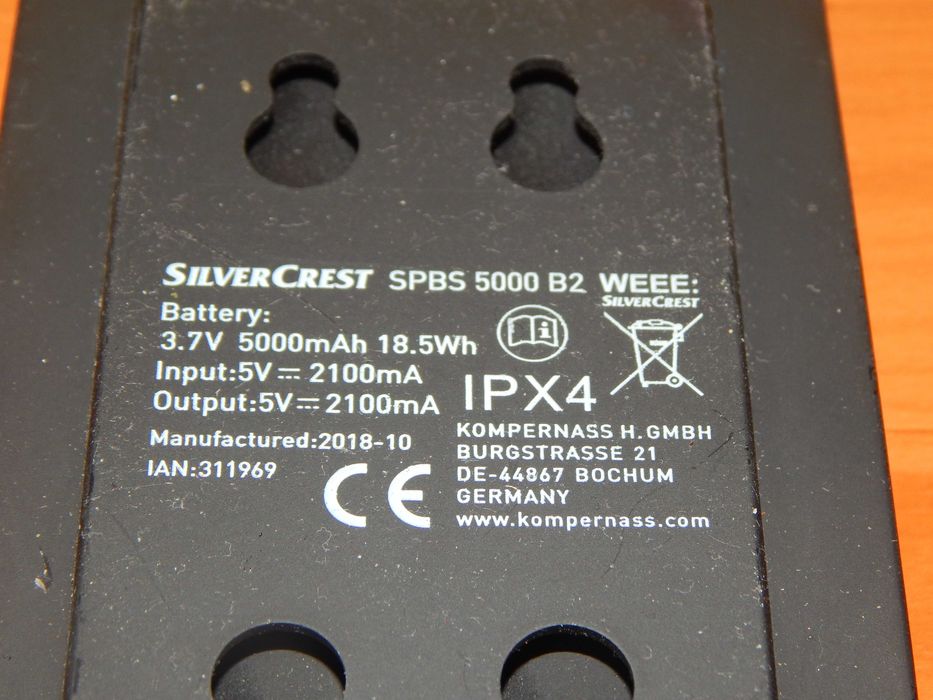 SILVERCREST SPBS 5000 B2 WEEE:
SILVERCREST
Battery:
3.7V 5000mAh 18.5Wh
i
Input:5V⎓2100mA
Output:5V⎓2100mA
IPX4
Manufactured:2018-10
IAN:311969
CE
KOMPERNASS H.GMBH
BURGSTRASSE 21
DE-44867 BOCHUM
GERMANY
www.kompernass.com